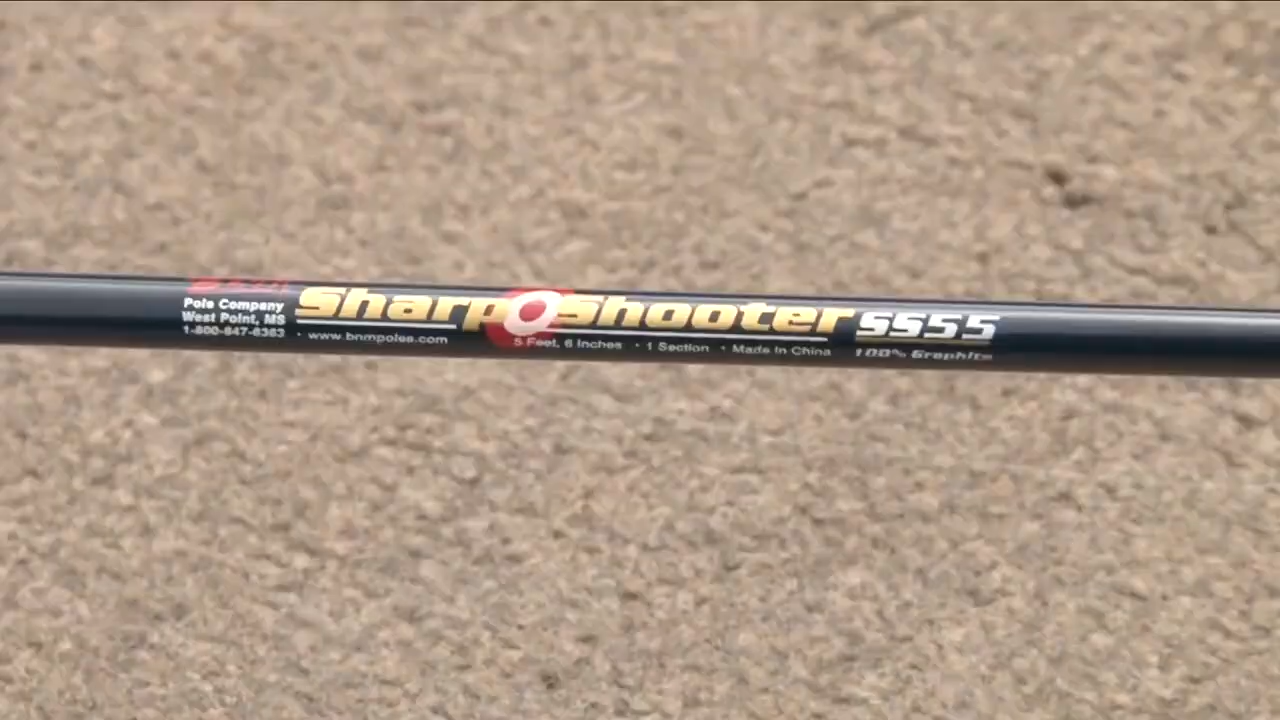 Pole Company
West Point, MS
1-800-647-6363 · www.bnmpoles.com
SharpShooter SS55
5 Feet, 6 Inches · 1 Section · Made In China
100% Graphite